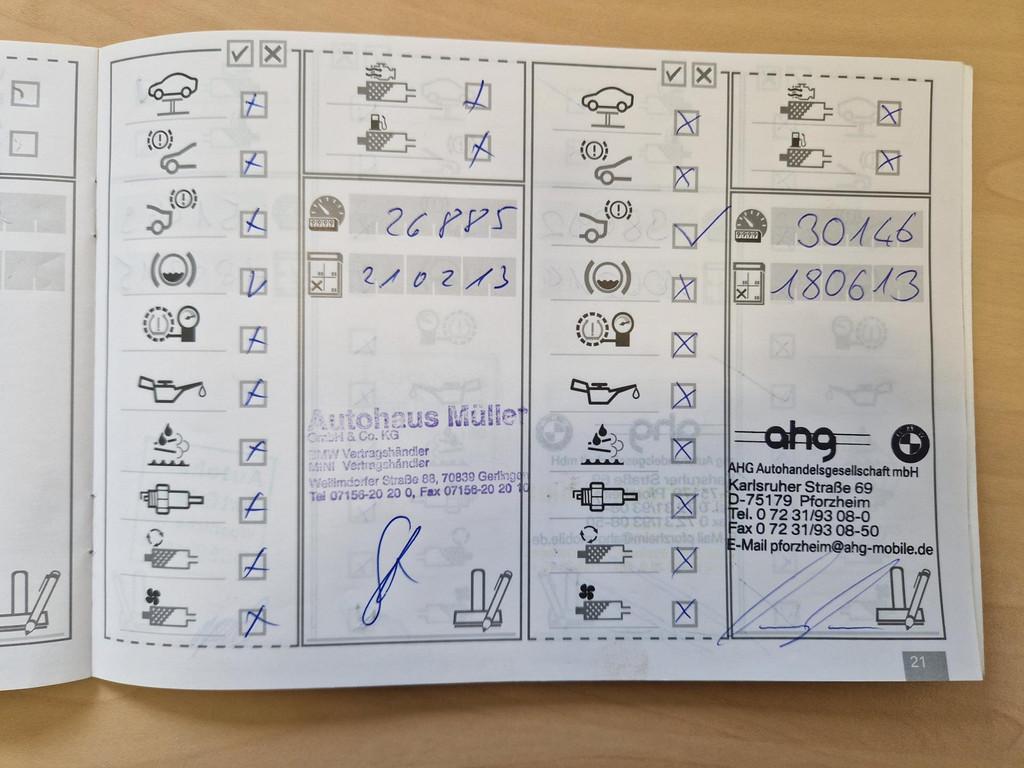 26885
210213
Autohaus Müller
GmbH & Co. KG
BMW Vertragshändler
MINI Vertragshändler
Weilimdorfer Straße 88, 70839 Gerlingen
Tel 07156-20 20 0, Fax 07156-20 20 10
30146
180613
ahg
AHG Autohandelsgesellschaft mbH
Karlsruher Straße 69
D-75179 Pforzheim
Tel. 0 72 31/93 08-0
Fax 0 72 31/93 08-50
E-Mail pforzheim@ahg-mobile.de
21